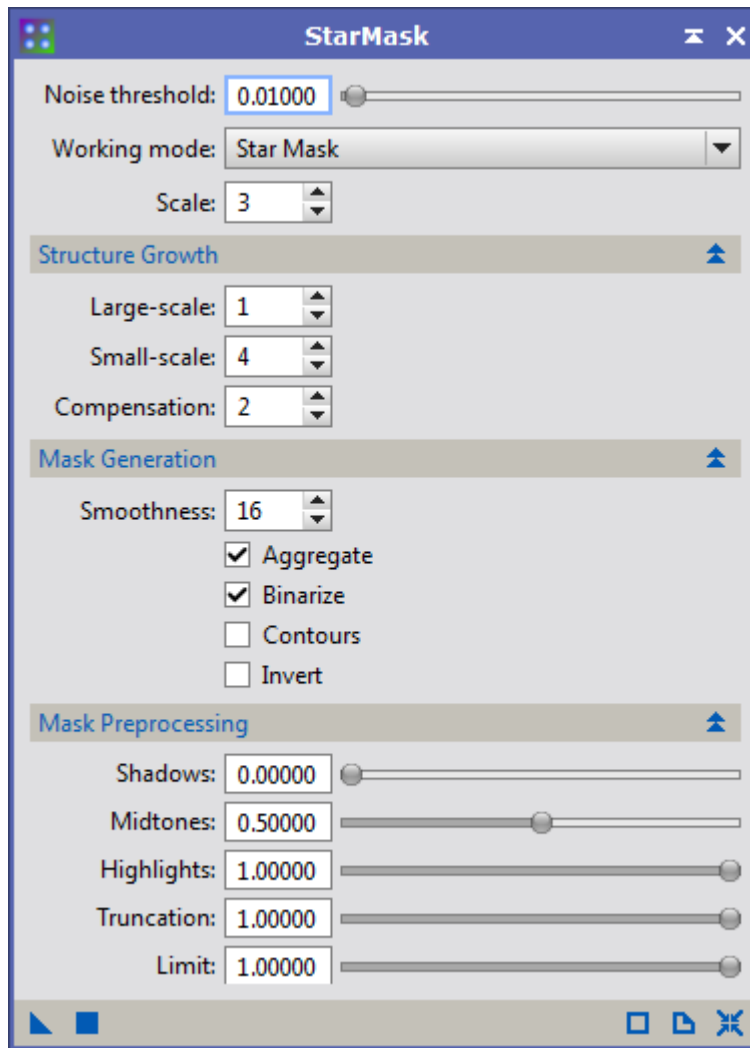 StarMask
Noise threshold: 0.01000
Working mode: Star Mask
Scale: 3
Structure Growth
Large-scale: 1
Small-scale: 4
Compensation: 2
Mask Generation
Smoothness: 16
Aggregate
Binarize
Contours
Invert
Mask Preprocessing
Shadows: 0.00000
Midtones: 0.50000
Highlights: 1.00000
Truncation: 1.00000
Limit: 1.00000